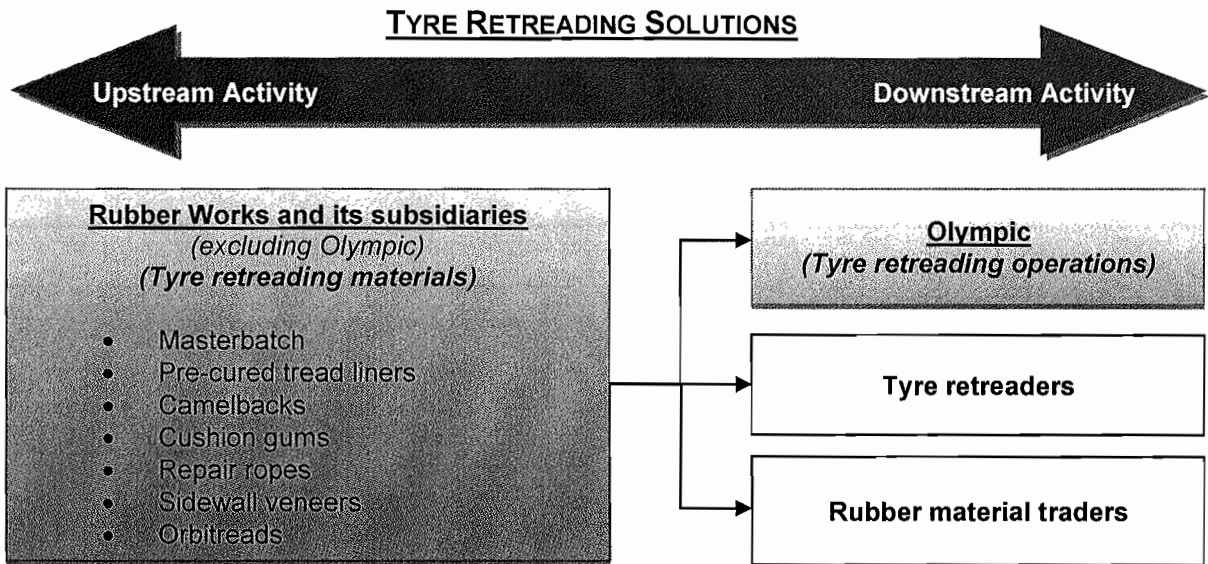 TYRE RETREADING SOLUTIONS
Upstream Activity
Downstream Activity
Rubber Works and its subsidiaries
(excluding Olympic)
(Tyre retreading materials)
• Masterbatch
• Pre-cured tread liners
• Camelbacks
• Cushion gums
• Repair ropes
• Sidewall veneers
• Orbitreads
Olympic
(Tyre retreading operations)
Tyre retreaders
Rubber material traders